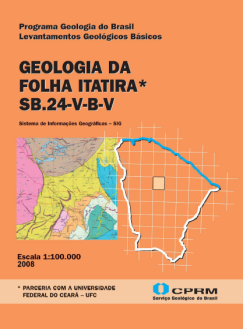 Programa Geologia do Brasil
Levantamentos Geológicos Básicos
GEOLOGIA DA
FOLHA ITATIRA*
SB.24-V-B-V
Sistema de Informações Geográficas – SIG
Escala 1:100.000
2008
* PARCERIA COM A UNIVERSIDADE
FEDERAL DO CEARÁ – UFC
CPRM
Serviço Geológico do Brasil